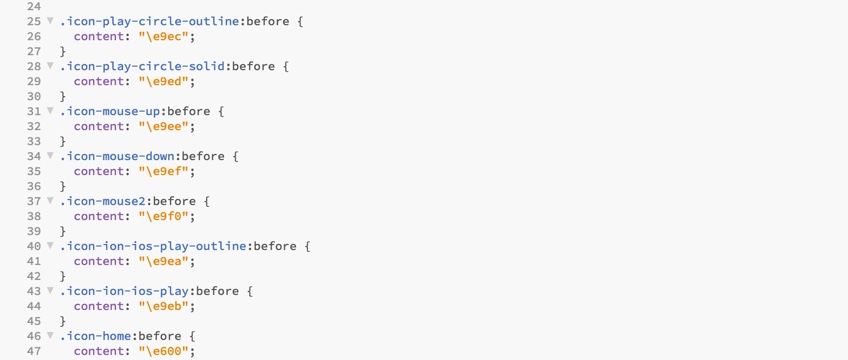 24
25 .icon-play-circle-outline:before {
26 content: "\e9ec";
27 }
28 .icon-play-circle-solid:before {
29 content: "\e9ed";
30 }
31 .icon-mouse-up:before {
32 content: "\e9ee";
33 }
34 .icon-mouse-down:before {
35 content: "\e9ef";
36 }
37 .icon-mouse2:before {
38 content: "\e9f0";
39 }
40 .icon-ion-ios-play-outline:before {
41 content: "\e9ea";
42 }
43 .icon-ion-ios-play:before {
44 content: "\e9eb";
45 }
46 .icon-home:before {
47 content: "\e600";